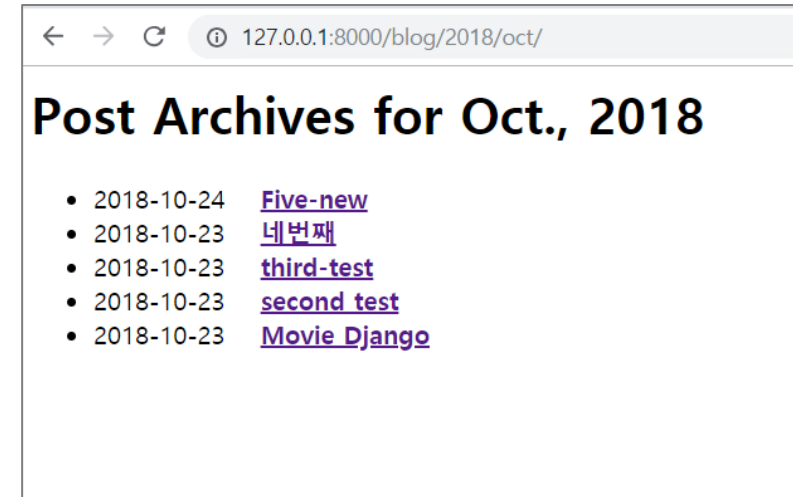 127.0.0.1:8000/blog/2018/oct/
Post Archives for Oct., 2018
2018-10-24 Five-new
2018-10-23 네번째
2018-10-23 third-test
2018-10-23 second test
2018-10-23 Movie Django